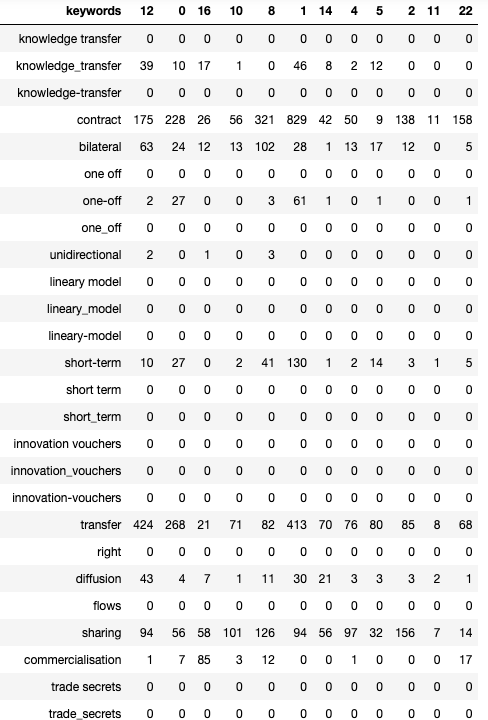 keywords 12 0 16 10 8 1 14 4 5 2 11 22
knowledge transfer 0 0 0 0 0 0 0 0 0 0 0 0
knowledge_transfer 39 10 17 1 0 46 8 2 12 0 0 0
knowledge-transfer 0 0 0 0 0 0 0 0 0 0 0 0
contract 175 228 26 56 321 829 42 50 9 138 11 158
bilateral 63 24 12 13 102 28 1 13 17 12 0 5
one off 0 0 0 0 0 0 0 0 0 0 0 0
one-off 2 27 0 0 3 61 1 0 1 0 0 1
one_off 0 0 0 0 0 0 0 0 0 0 0 0
unidirectional 2 0 1 0 3 0 0 0 0 0 0 0
lineary model 0 0 0 0 0 0 0 0 0 0 0 0
lineary_model 0 0 0 0 0 0 0 0 0 0 0 0
lineary-model 0 0 0 0 0 0 0 0 0 0 0 0
short-term 10 27 0 2 41 130 1 2 14 3 1 5
short term 0 0 0 0 0 0 0 0 0 0 0 0
short_term 0 0 0 0 0 0 0 0 0 0 0 0
innovation vouchers 0 0 0 0 0 0 0 0 0 0 0 0
innovation_vouchers 0 0 0 0 0 0 0 0 0 0 0 0
innovation-vouchers 0 0 0 0 0 0 0 0 0 0 0 0
transfer 424 268 21 71 82 413 70 76 80 85 8 68
right 0 0 0 0 0 0 0 0 0 0 0 0
diffusion 43 4 7 1 11 30 21 3 3 3 2 1
flows 0 0 0 0 0 0 0 0 0 0 0 0
sharing 94 56 58 101 126 94 56 97 32 156 7 14
commercialisation 1 7 85 3 12 0 0 1 0 0 0 17
trade secrets 0 0 0 0 0 0 0 0 0 0 0 0
trade_secrets 0 0 0 0 0 0 0 0 0 0 0 0